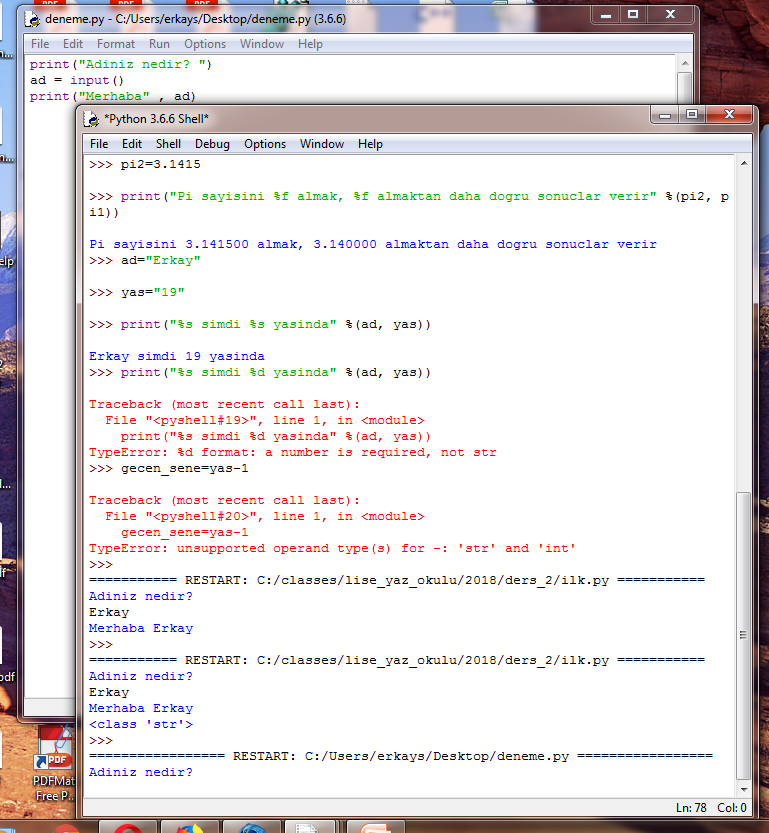 deneme.py - C:/Users/erkays/Desktop/deneme.py (3.6.6)
File Edit Format Run Options Window Help
print("Adiniz nedir? ")
ad = input()
print("Merhaba" , ad)
*Python 3.6.6 Shell*
File Edit Shell Debug Options Window Help
>>> pi2=3.1415
>>> print("Pi sayisini %f almak, %f almaktan daha dogru sonuclar verir" %(pi2, p
i1))
Pi sayisini 3.141500 almak, 3.140000 almaktan daha dogru sonuclar verir
>>> ad="Erkay"
>>> yas="19"
>>> print("%s simdi %s yasinda" %(ad, yas))
Erkay simdi 19 yasinda
>>> print("%s simdi %d yasinda" %(ad, yas))
Traceback (most recent call last):
  File "<pyshell#19>", line 1, in <module>
    print("%s simdi %d yasinda" %(ad, yas))
TypeError: %d format: a number is required, not str
>>> gecen_sene=yas-1
Traceback (most recent call last):
  File "<pyshell#20>", line 1, in <module>
    gecen_sene=yas-1
TypeError: unsupported operand type(s) for -: 'str' and 'int'
>>>
=========== RESTART: C:/classes/lise_yaz_okulu/2018/ders_2/ilk.py ===========
Adiniz nedir?
Erkay
Merhaba Erkay
>>>
=========== RESTART: C:/classes/lise_yaz_okulu/2018/ders_2/ilk.py ===========
Adiniz nedir?
Erkay
Merhaba Erkay
<class 'str'>
>>>
================= RESTART: C:/Users/erkays/Desktop/deneme.py =================
Adiniz nedir?
Ln: 78 Col: 0
PDF
PDFMat
Free P...